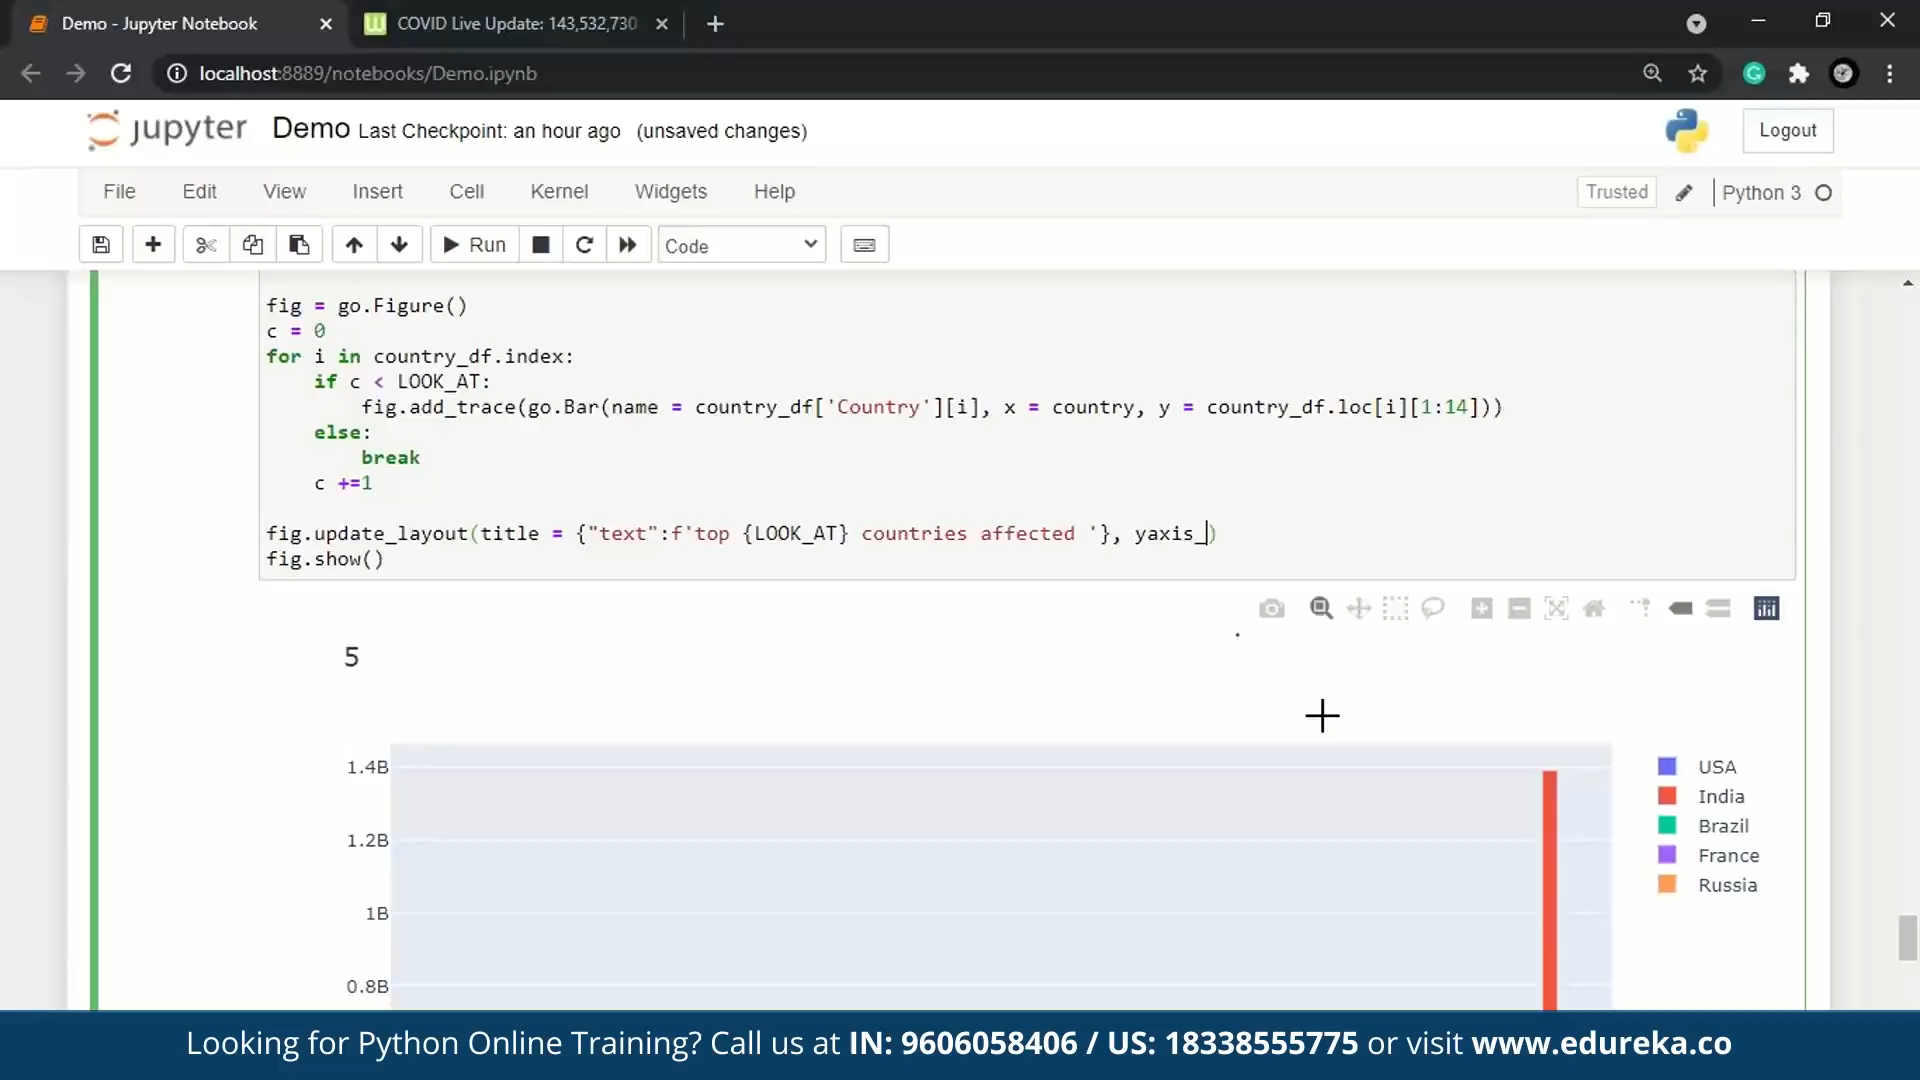 Demo - Jupyter Notebook
COVID Live Update: 143,532,730
localhost:8889/notebooks/Demo.ipynb
jupyter Demo Last Checkpoint: an hour ago (unsaved changes)
Logout
File Edit View Insert Cell Kernel Widgets Help
Trusted Python 3
Run Code
fig = go.Figure()
c = 0
for i in country_df.index:
    if c < LOOK_AT:
        fig.add_trace(go.Bar(name = country_df['Country'][i], x = country, y = country_df.loc[i][1:14]))
    else:
        break
    c +=1
fig.update_layout(title = {"text":f'top {LOOK_AT} countries affected '}, yaxis_)
fig.show()
5
1.4B
1.2B
1B
0.8B
USA
India
Brazil
France
Russia
Looking for Python Online Training? Call us at IN: 9606058406 / US: 18338555775 or visit www.edureka.co